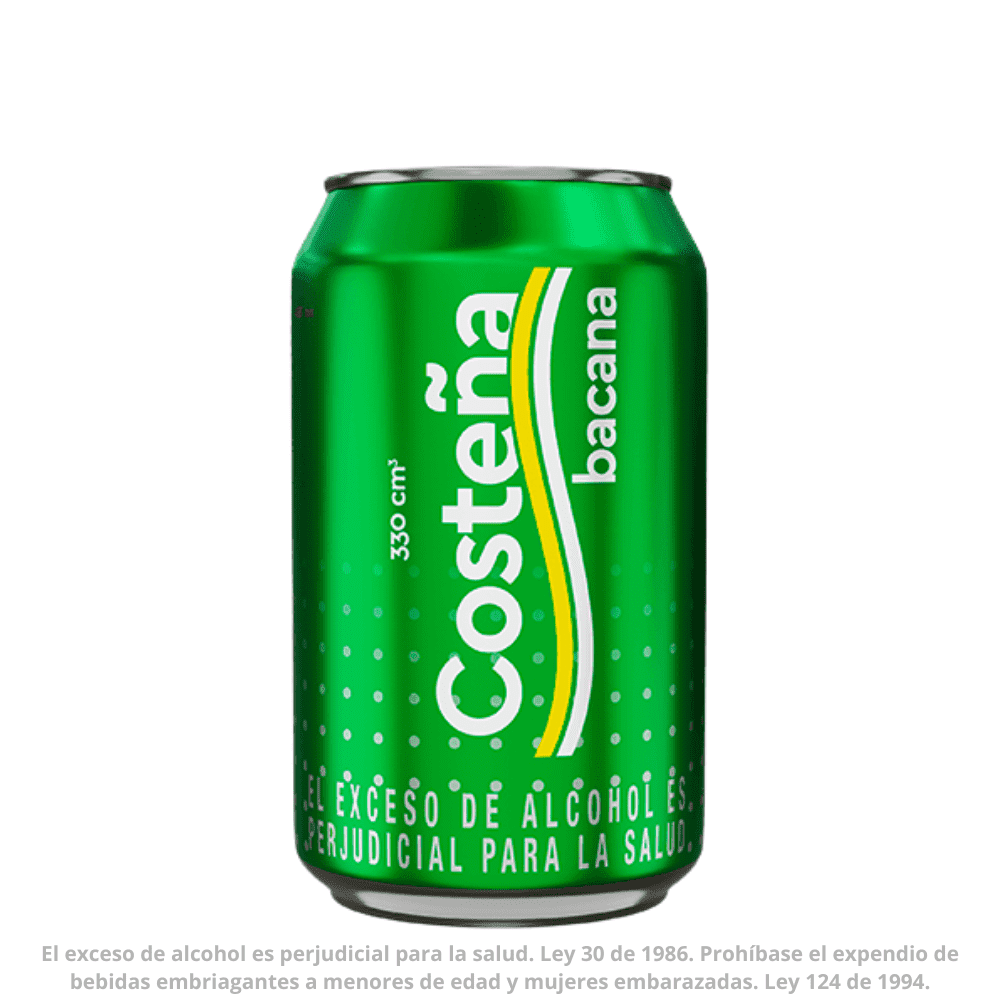 Costeña
bacana
330 cm³
EL EXCESO DE ALCOHOL ES
PERJUDICIAL PARA LA SALUD.
El exceso de alcohol es perjudicial para la salud. Ley 30 de 1986. Prohíbase el expendio de
bebidas embriagantes a menores de edad y mujeres embarazadas. Ley 124 de 1994.